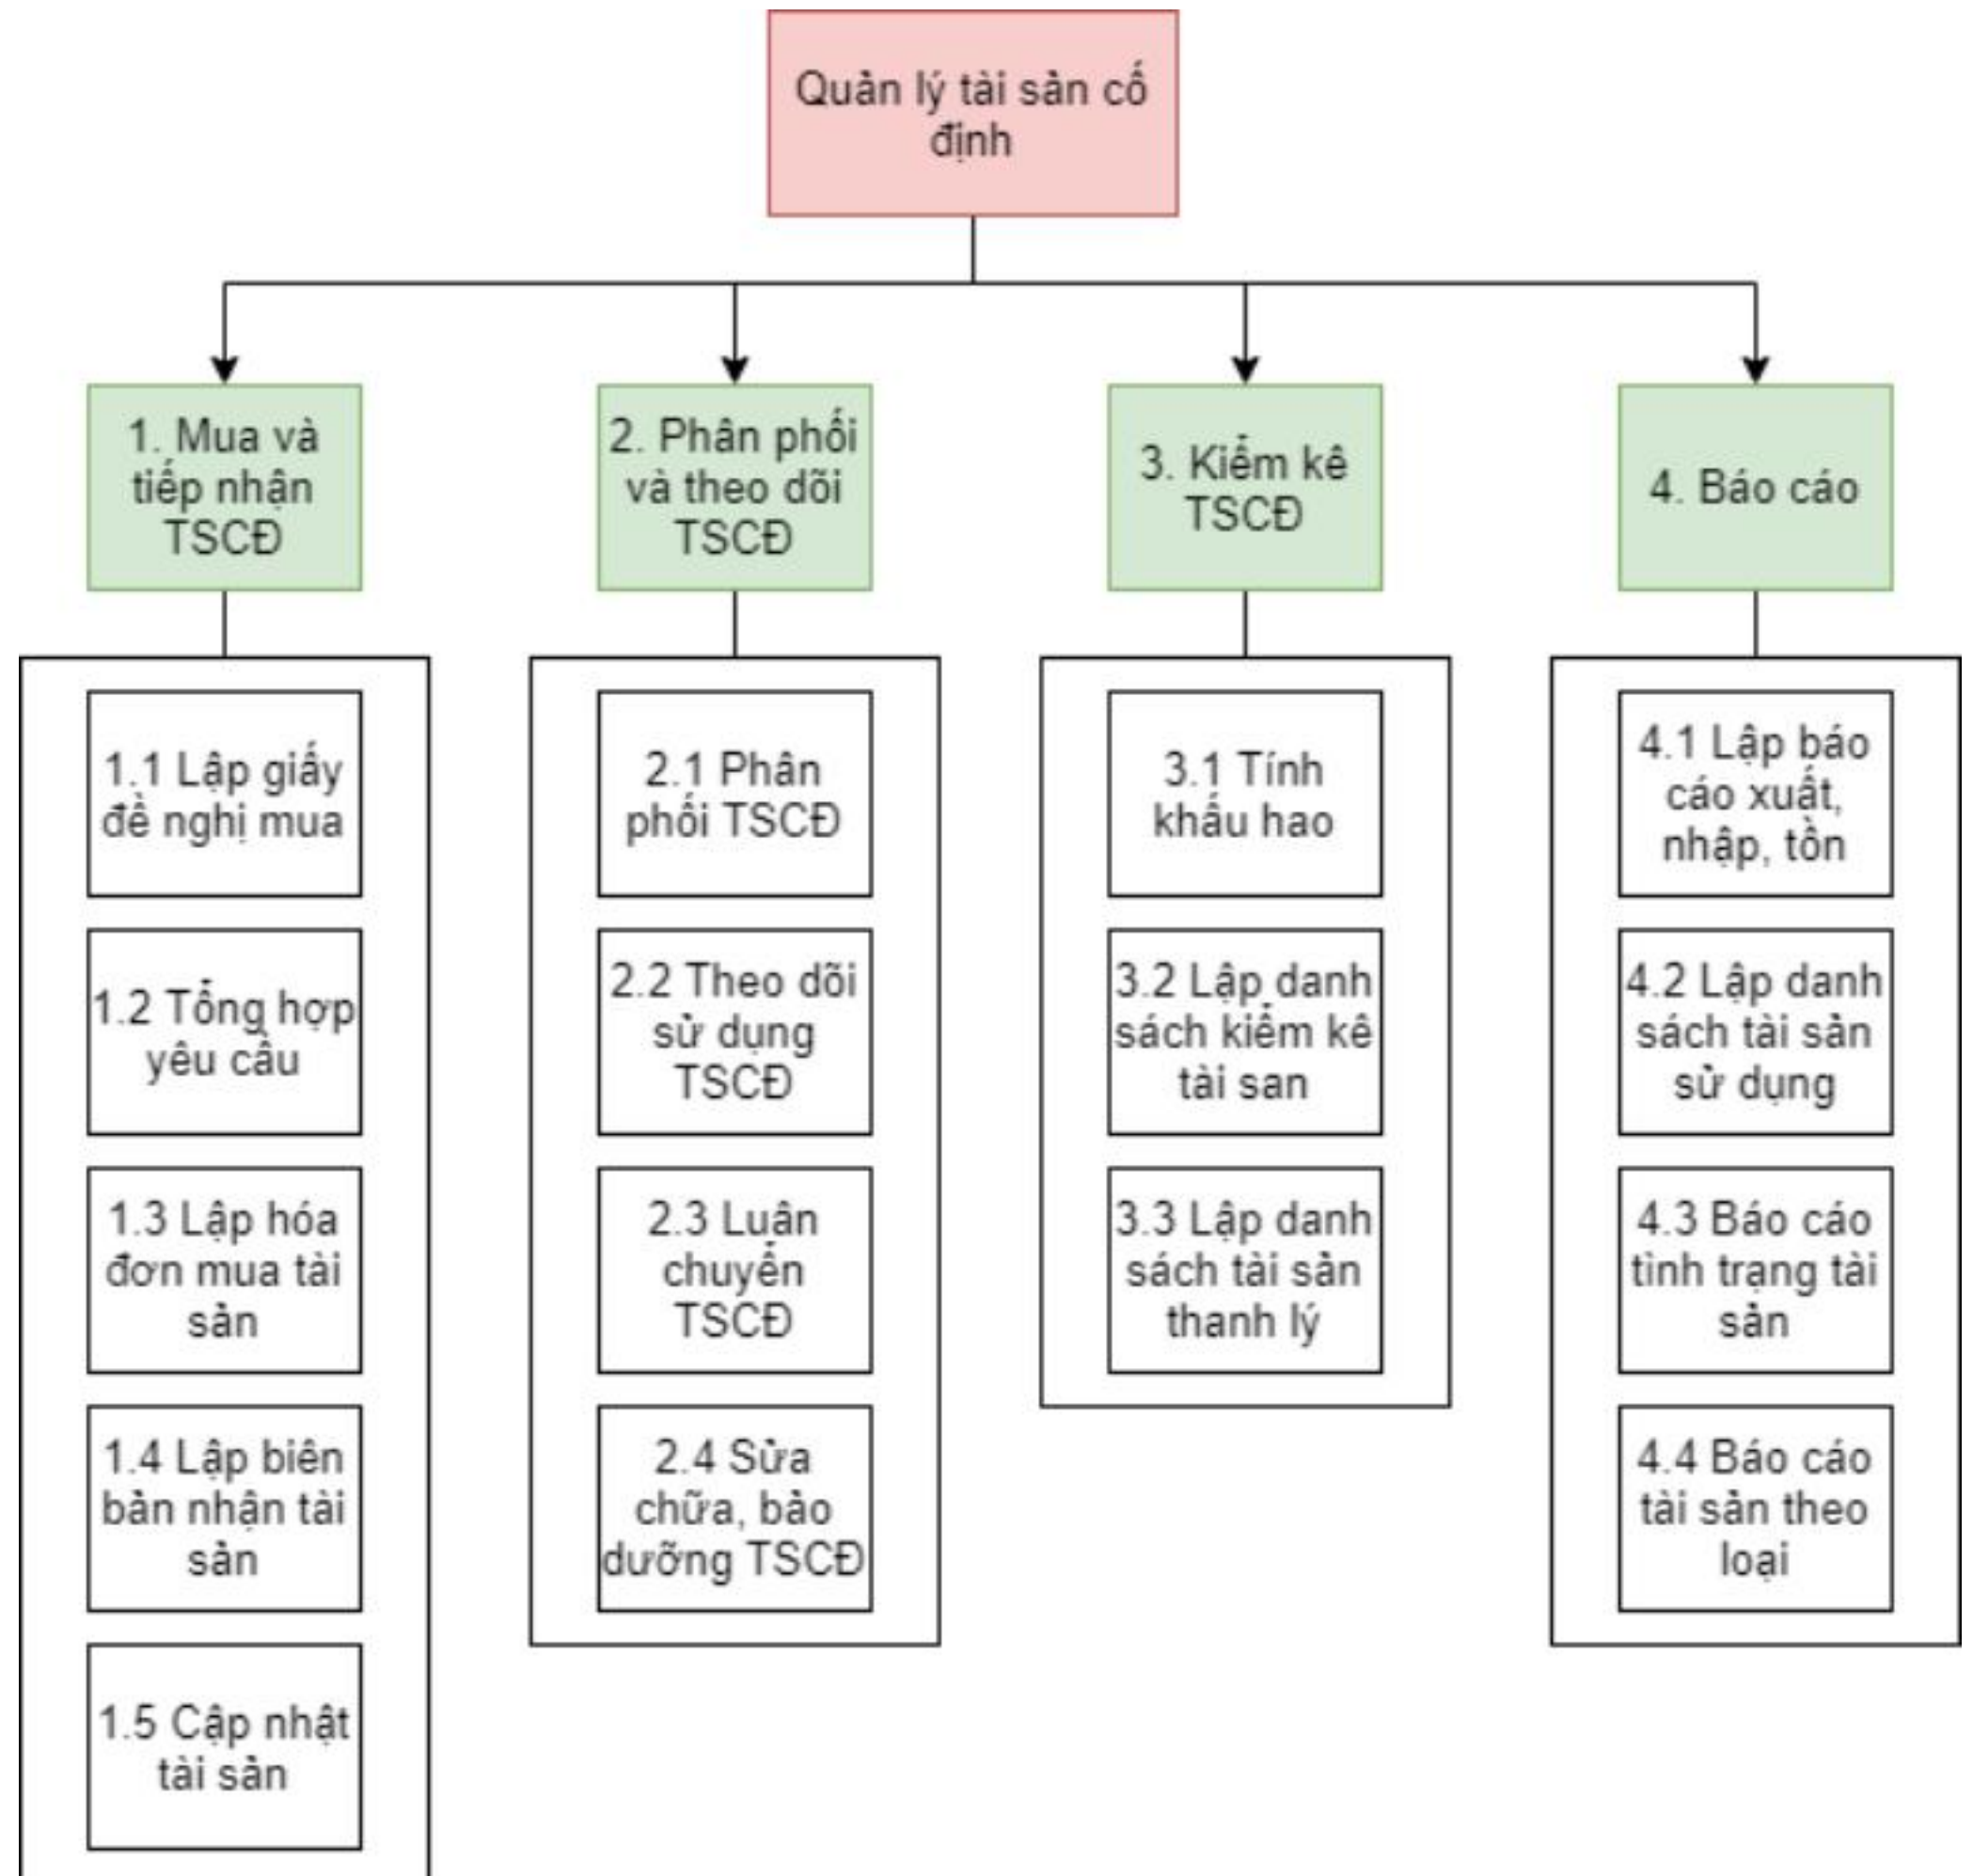 Quản lý tài sản cố
định
1. Mua và
tiếp nhận
TSCĐ
2. Phân phối
và theo dõi
TSCĐ
3. Kiểm kê
TSCĐ
4. Báo cáo
1.1 Lập giấy
đề nghị mua
1.2 Tổng hợp
yêu cầu
1.3 Lập hóa
đơn mua tài
sản
1.4 Lập biên
bản nhận tài
sản
1.5 Cập nhật
tài sản
2.1 Phân
phối TSCĐ
2.2 Theo dõi
sử dụng
TSCĐ
2.3 Luân
chuyển
TSCĐ
2.4 Sửa
chữa, bảo
dưỡng TSCĐ
3.1 Tính
khấu hao
3.2 Lập danh
sách kiểm kê
tài san
3.3 Lập danh
sách tài sản
thanh lý
4.1 Lập báo
cáo xuất,
nhập, tồn
4.2 Lập danh
sách tài sản
sử dụng
4.3 Báo cáo
tình trạng tài
sản
4.4 Báo cáo
tài sản theo
loại